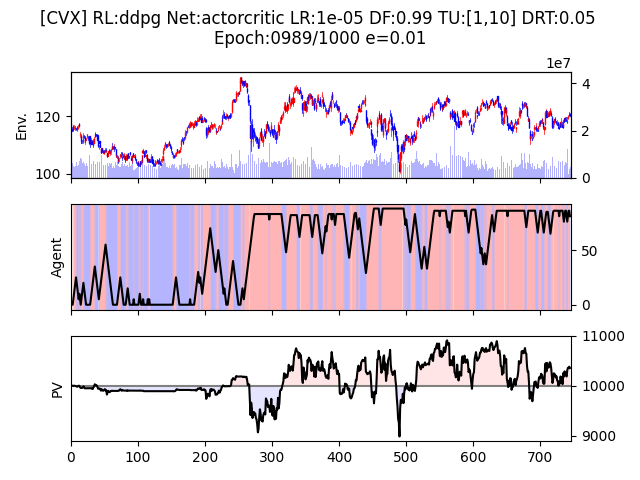 [CVX] RL:ddpg Net:actorcritic LR:1e-05 DF:0.99 TU:[1,10] DRT:0.05
Epoch:0989/1000 e=0.01
1e7
Env.
120
100
4
2
0
Agent
50
0
PV
11000
10000
9000
0 100 200 300 400 500 600 700